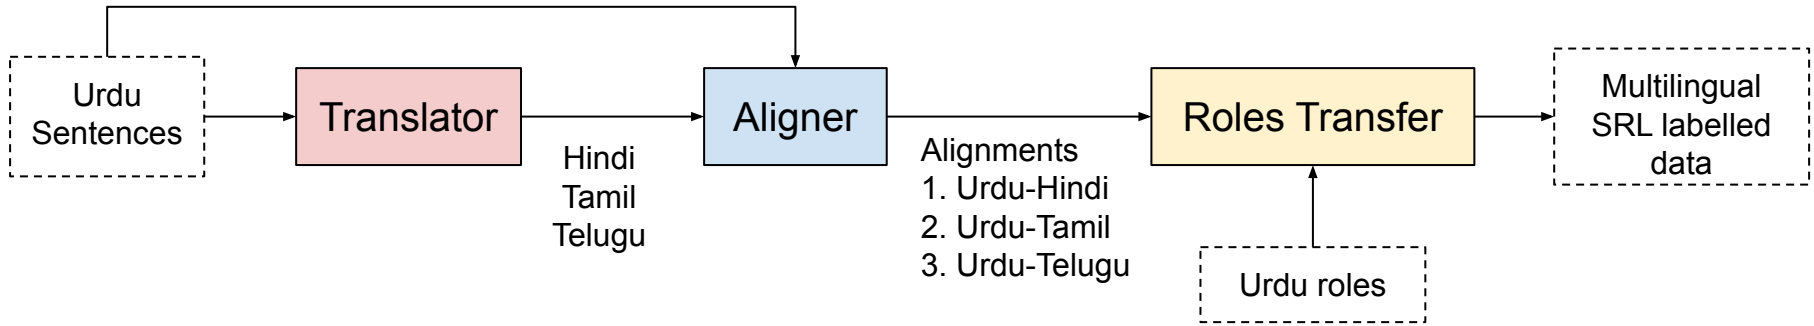 Urdu
Sentences
Translator
Hindi
Tamil
Telugu
Aligner
Alignments
1. Urdu-Hindi
2. Urdu-Tamil
3. Urdu-Telugu
Roles Transfer
Urdu roles
Multilingual
SRL labelled
data